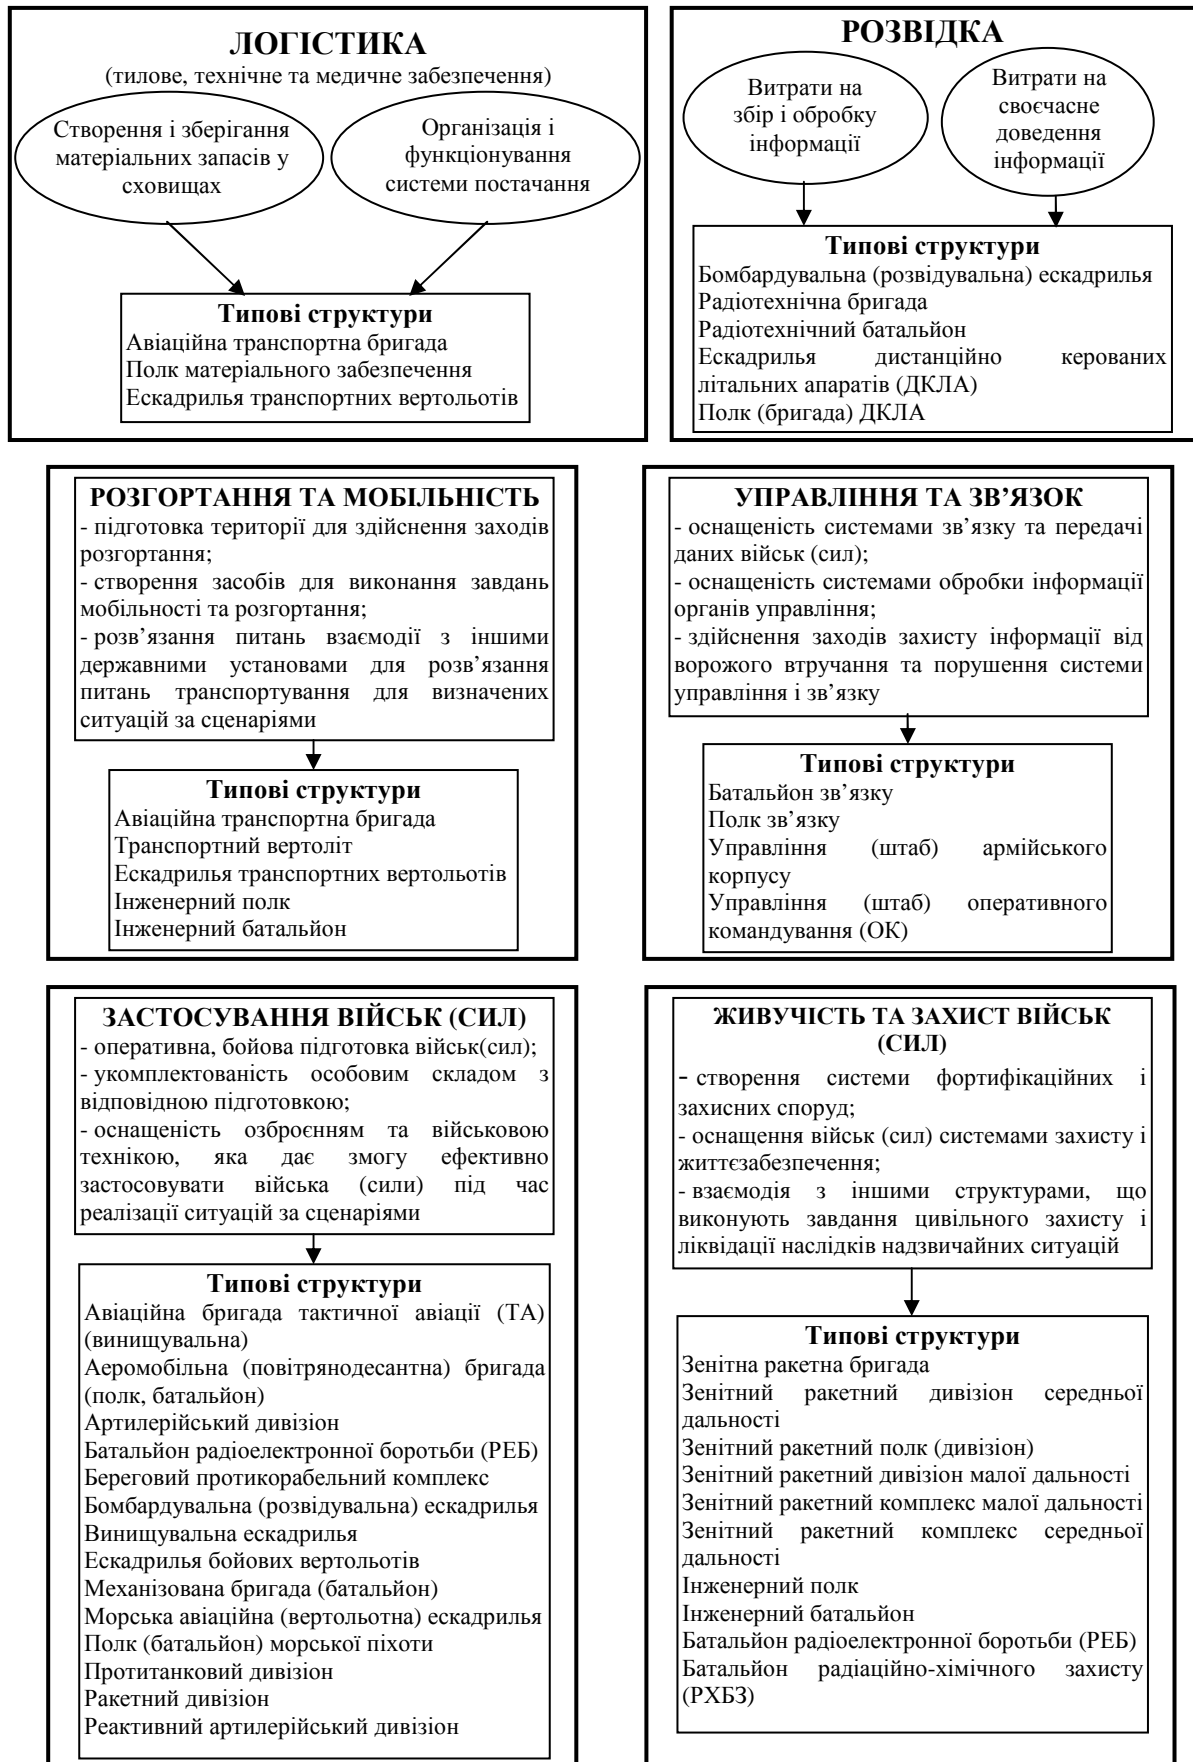 ЛОГІСТИКА
(тилове, технічне та медичне забезпечення)
Створення і зберігання
матеріальних запасів у
сховищах
Організація і
функціонування
системи постачання
Типові структури
Авіаційна транспортна бригада
Полк матеріального забезпечення
Ескадрилья транспортних вертольотів
РОЗВІДКА
Витрати на
збір і обробку
інформації
Витрати на
своєчасне
доведення
інформації
Типові структури
Бомбардувальна (розвідувальна) ескадрилья
Радіотехнічна бригада
Радіотехнічний батальйон
Ескадрилья дистанційно керованих
літальних апаратів (ДКЛА)
Полк (бригада) ДКЛА
РОЗГОРТАННЯ ТА МОБІЛЬНІСТЬ
- підготовка території для здійснення заходів
розгортання;
- створення засобів для виконання завдань
мобільності та розгортання;
- розв’язання питань взаємодії з іншими
державними установами для розв’язання
питань транспортування для визначених
ситуацій за сценаріями
Типові структури
Авіаційна транспортна бригада
Транспортний вертоліт
Ескадрилья транспортних вертольотів
Інженерний полк
Інженерний батальйон
УПРАВЛІННЯ ТА ЗВ’ЯЗОК
- оснащеність системами зв’язку та передачі
даних військ (сил);
- оснащеність системами обробки інформації
органів управління;
- здійснення заходів захисту інформації від
ворожого втручання та порушення системи
управління і зв’язку
Типові структури
Батальйон зв’язку
Полк зв’язку
Управління (штаб) армійського
корпусу
Управління (штаб) оперативного
командування (ОК)
ЗАСТОСУВАННЯ ВІЙСЬК (СИЛ)
- оперативна, бойова підготовка військ(сил);
- укомплектованість особовим складом з
відповідною підготовкою;
- оснащеність озброєнням та військовою
технікою, яка дає змогу ефективно
застосовувати війська (сили) під час
реалізації ситуацій за сценаріями
Типові структури
Авіаційна бригада тактичної авіації (ТА)
(винищувальна)
Аеромобільна (повітрянодесантна) бригада
(полк, батальйон)
Артилерійський дивізіон
Батальйон радіоелектронної боротьби (РЕБ)
Береговий протикорабельний комплекс
Бомбардувальна (розвідувальна) ескадрилья
Винищувальна ескадрилья
Ескадрилья бойових вертольотів
Механізована бригада (батальйон)
Морська авіаційна (вертольотна) ескадрилья
Полк (батальйон) морської піхоти
Протитанковий дивізіон
Ракетний дивізіон
Реактивний артилерійський дивізіон
ЖИВУЧІСТЬ ТА ЗАХИСТ ВІЙСЬК
(СИЛ)
- створення системи фортифікаційних і
захисних споруд;
- оснащення військ (сил) системами захисту і
життєзабезпечення;
- взаємодія з іншими структурами, що
виконують завдання цивільного захисту і
ліквідації наслідків надзвичайних ситуацій
Типові структури
Зенітна ракетна бригада
Зенітний ракетний дивізіон середньої
дальності
Зенітний ракетний полк (дивізіон)
Зенітний ракетний дивізіон малої дальності
Зенітний ракетний комплекс малої дальності
Зенітний ракетний комплекс середньої
дальності
Інженерний полк
Інженерний батальйон
Батальйон радіоелектронної боротьби (РЕБ)
Батальйон радіаційно-хімічного захисту
(РХБЗ)